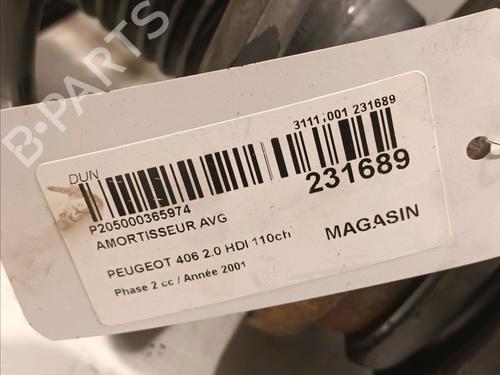 B-PARTS
DUN
3111.001 231689
P205000365974
231689
AMORTISSEUR AVG
MAGASIN
PEUGEOT 406 2.0 HDI 110ch
Phase 2 cc / Année 2001